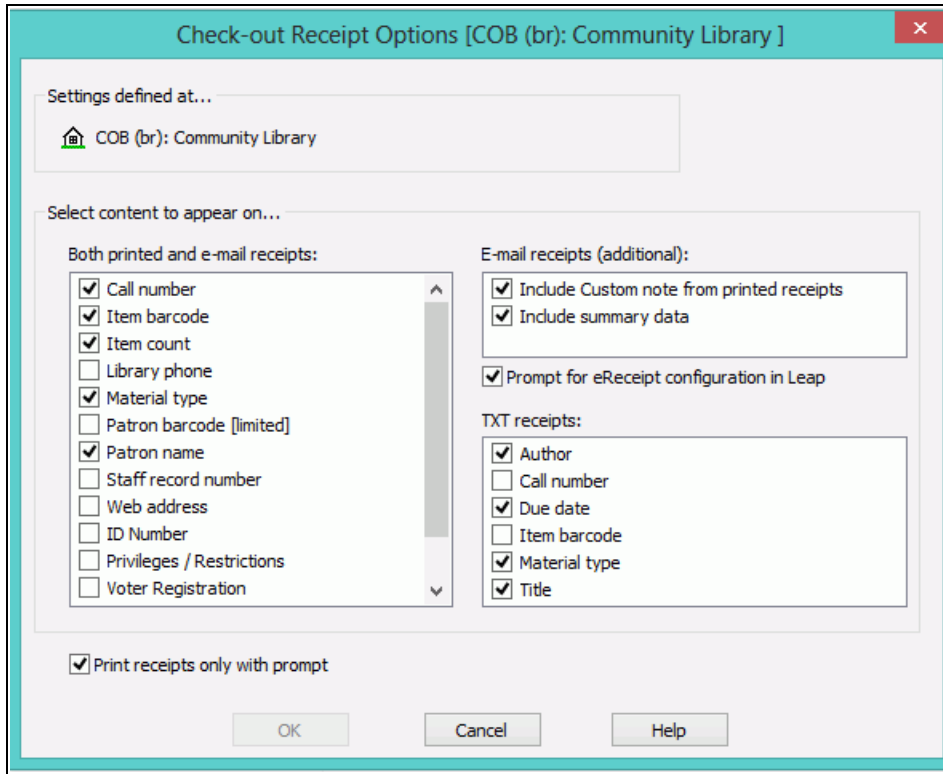 Check-out Receipt Options [COB (br): Community Library ]
Settings defined at...
COB (br): Community Library
Select content to appear on...
Both printed and e-mail receipts:
Call number
Item barcode
Item count
Library phone
Material type
Patron barcode [limited]
Patron name
Staff record number
Web address
ID Number
Privileges / Restrictions
Voter Registration
E-mail receipts (additional):
Include Custom note from printed receipts
Include summary data
Prompt for eReceipt configuration in Leap
TXT receipts:
Author
Call number
Due date
Item barcode
Material type
Title
Print receipts only with prompt
OK
Cancel
Help